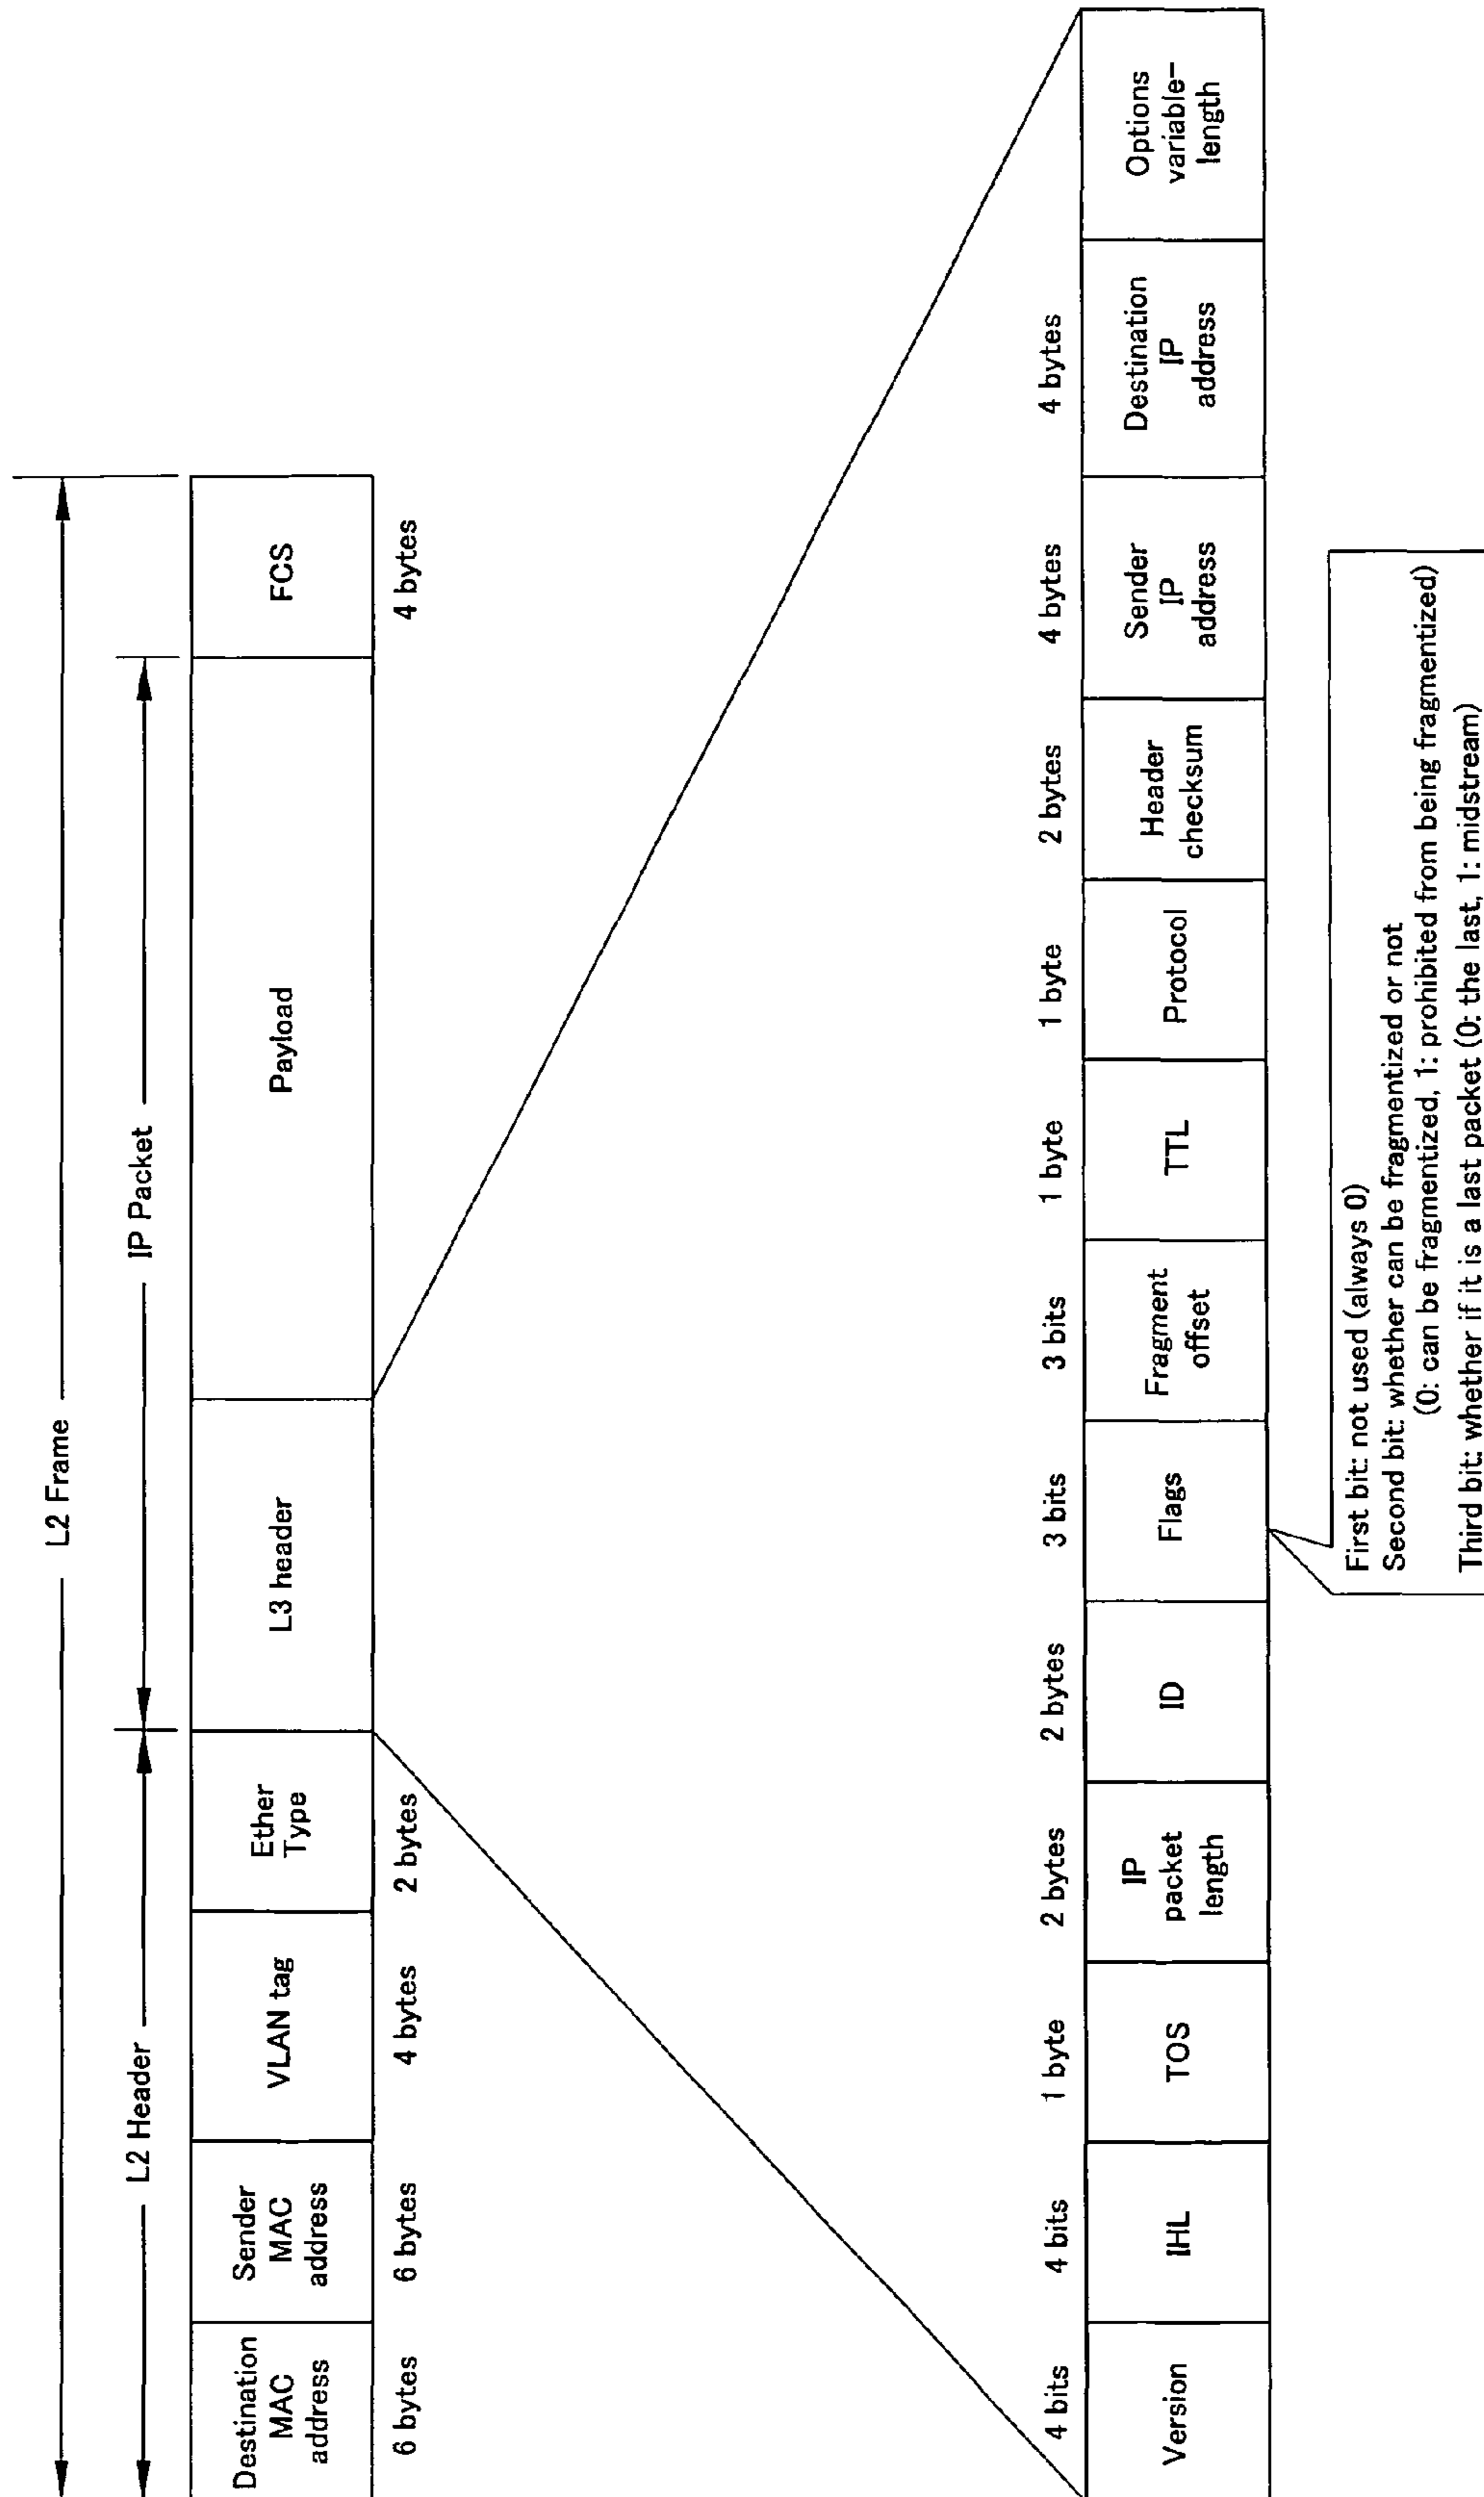 L2 Frame
L2 Header
IP Packet
Destination
MAC
address
Sender
MAC
address
VLAN tag
Ether
Type
L3 header
Payload
FCS
6 bytes
6 bytes
4 bytes
2 bytes
4 bytes
4 bits
4 bits
1 byte
2 bytes
2 bytes
3 bits
3 bits
1 byte
1 byte
2 bytes
4 bytes
4 bytes
Version
IHL
TOS
IP
packet
length
ID
Flags
Fragment
offset
TTL
Protocol
Header
checksum
Sender
IP
address
Destination
IP
address
Options
variable-
length
First bit: not used (always 0)
Second bit: whether can be fragmentized or not
(0: can be fragmentized, 1: prohibited from being fragmentized)
Third bit: whether if it is a last packet (0: the last, 1: midstream)